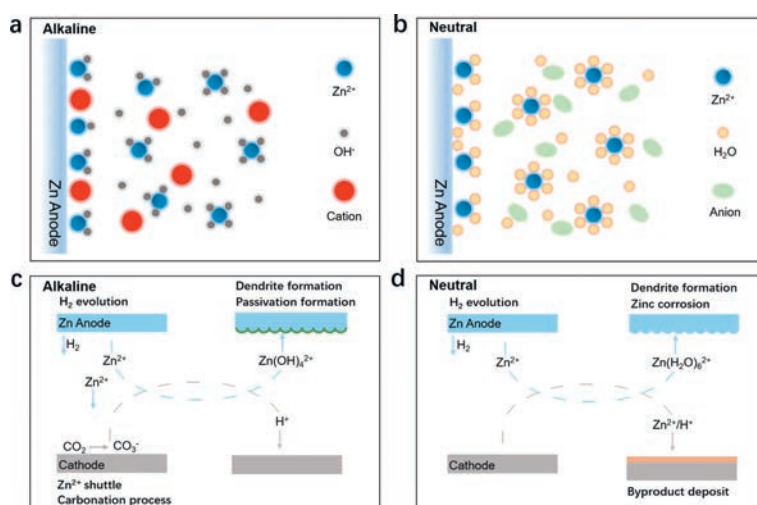 a
Alkaline
Zn Anode
Zn²⁺
OH⁻
Cation
b
Neutral
Zn Anode
Zn²⁺
H₂O
Anion
c
Alkaline
H₂ evolution
Zn Anode
H₂
Zn²⁺
Zn²⁺
CO₂
CO₃⁻
Cathode
Zn²⁺ shuttle
Carbonation process
Dendrite formation
Passivation formation
Zn(OH)₄²⁺
H⁺
d
Neutral
H₂ evolution
Zn Anode
H₂
Zn²⁺
Cathode
Dendrite formation
Zinc corrosion
Zn(H₂O)₆²⁺
Zn²⁺/H⁺
Byproduct deposit